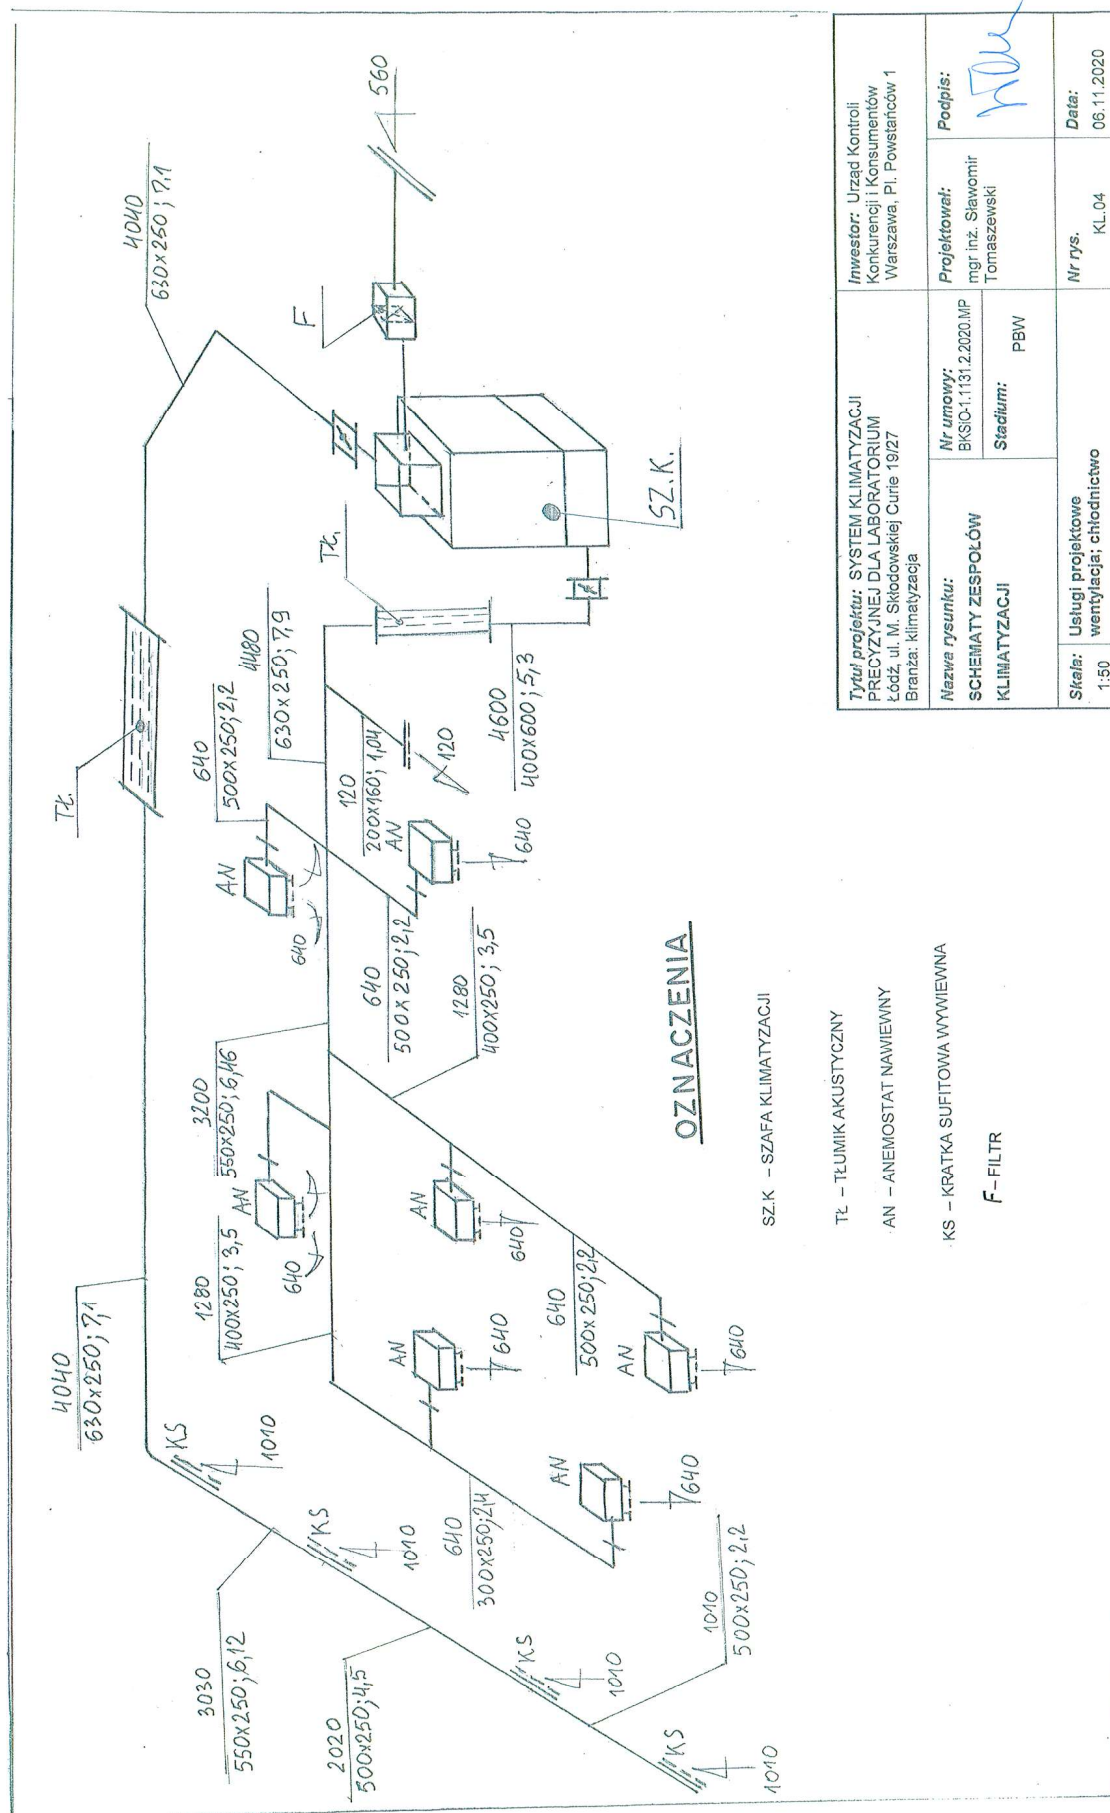 4040
630x250; 7,1
560
F
TŁ.
SZ.K.
TŁ.
640
500x250; 2,2
4480
630x250; 7,9
AN
640
120
200x160; 1,04
120
4600
400x600; 5,3
AN
640
640
500x250; 2,2
3200
550x250; 6,46
1280
400x250; 3,5
AN
640
1280
400x250; 3,5
AN
640
640
500x250; 2,2
AN
640
AN
640
AN
640
640
300x250; 2,4
4040
630x250; 7,1
KS
1010
3030
550x250; 6,12
KS
1010
2020
500x250; 4,5
KS
1010
1010
500x250; 2,2
KS
1010
OZNACZENIA
SZ.K – SZAFA KLIMATYZACJI
TŁ – TŁUMIK AKUSTYCZNY
AN – ANEMOSTAT NAWIEWNY
KS – KRATKA SUFITOWA WYWIEWNA
F – FILTR
Tytuł projektu: SYSTEM KLIMATYZACJI
PRECYZYJNEJ DLA LABORATORIUM
Łódź, ul. M. Skłodowskiej Curie 19/27
Branża: klimatyzacja
Inwestor: Urząd Kontroli
Konkurencji i Konsumentów
Warszawa, Pl. Powstańców 1
Nazwa rysunku:
SCHEMATY ZESPOŁÓW
KLIMATYZACJI
Nr umowy:
BKSiO-1.1131.2.2020.MP
Stadium:
PBW
Projektował:
mgr inż. Sławomir
Tomaszewski
Podpis:
Skala:
1:50
Usługi projektowe
wentylacja; chłodnictwo
Nr rys.
KL.04
Data:
06.11.2020